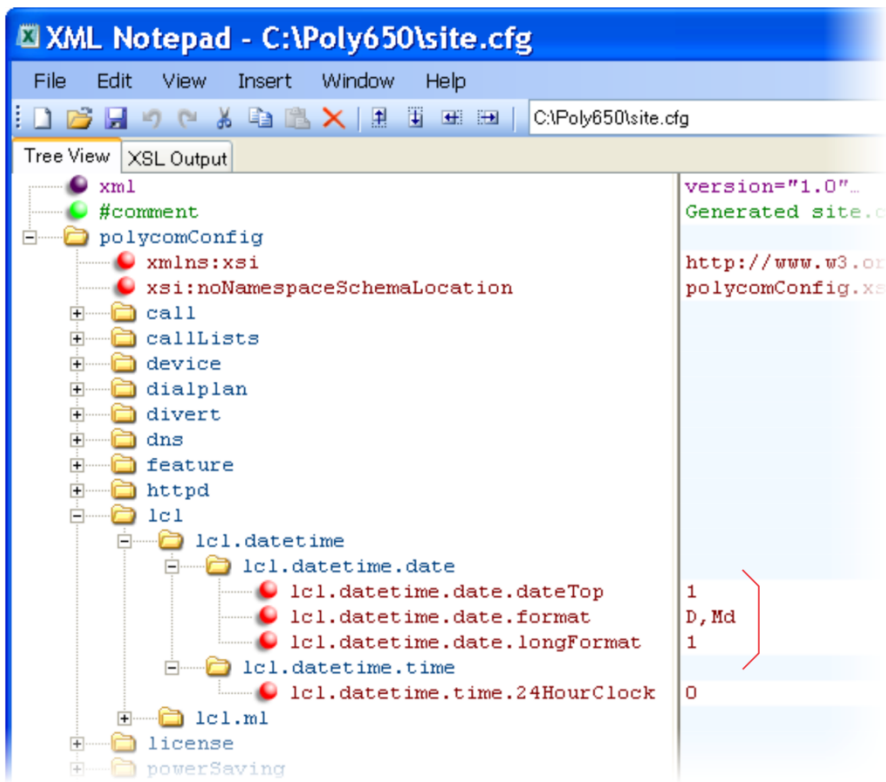 XML Notepad - C:\Poly650\site.cfg
File Edit View Insert Window Help
C:\Poly650\site.cfg
Tree View XSL Output
xml version="1.0"…
#comment Generated site.c
polycomConfig
xmlns:xsi http://www.w3.or
xsi:noNamespaceSchemaLocation polycomConfig.xs
call
callLists
device
dialplan
divert
dns
feature
httpd
lcl
lcl.datetime
lcl.datetime.date
lcl.datetime.date.dateTop 1
lcl.datetime.date.format D,Md
lcl.datetime.date.longFormat 1
lcl.datetime.time
lcl.datetime.time.24HourClock 0
lcl.ml
license
powerSaving